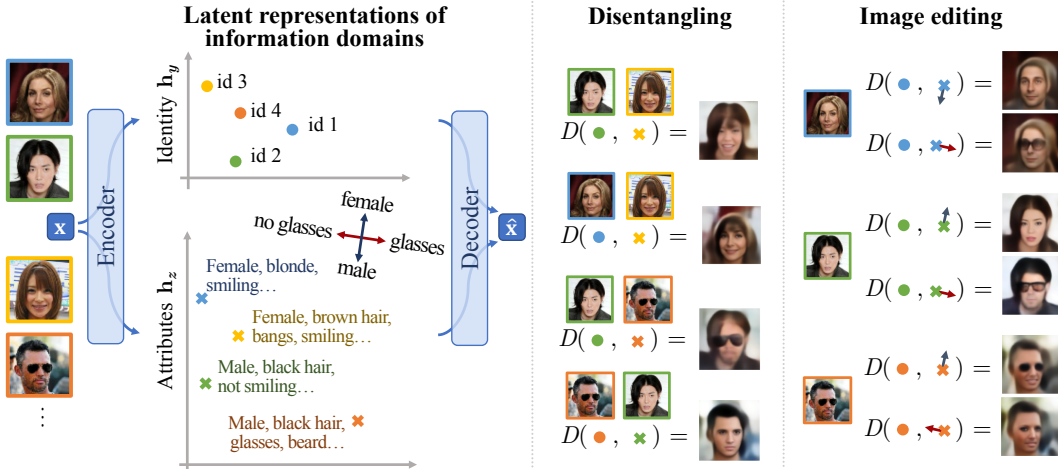 Latent representations of
information domains
Identity h_y
id 3
id 4
id 1
id 2
x
Encoder
Decoder
x̂
female
no glasses
glasses
male
Attributes h_z
Female, blonde,
smiling…
Female, brown hair,
bangs, smiling…
Male, black hair,
not smiling…
Male, black hair,
glasses, beard…
⋮
Disentangling
D( , ) =
D( , ) =
D( , ) =
D( , ) =
Image editing
D( , ) =
D( , ) =
D( , ) =
D( , ) =
D( , ) =
D( , ) =